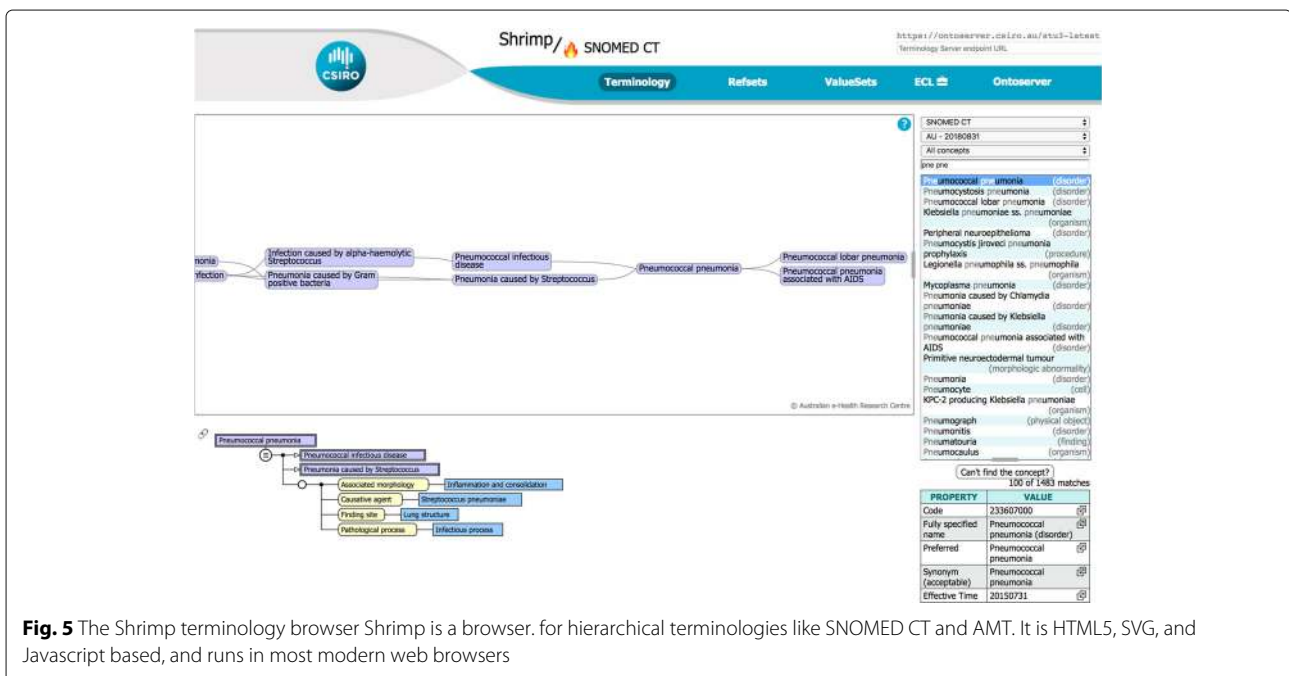 Shrimp/ SNOMED CT
https://ontoserver.csiro.au/stu3-latest
Terminology Server endpoint URL
CSIRO
Terminology Refsets ValueSets ECL Ontoserver
?
SNOMED CT
AU - 20180831
All concepts
pne pne
monia
nfection
Infection caused by alpha-haemolytic
Streptococcus
Pneumonia caused by Gram
positive bacteria
Pneumococcal infectious
disease
Pneumonia caused by Streptococcus
Pneumococcal pneumonia
Pneumococcal lobar pneumonia
Pneumococcal pneumonia
associated with AIDS
© Australian e-Health Research Centre
Pneumococcal pneumonia (disorder)
Pneumocystosis pneumonia (disorder)
Pneumococcal lobar pneumonia (disorder)
Klebsiella pneumoniae ss. pneumoniae
(organism)
Peripheral neuroepithelioma (disorder)
Pneumocystis jiroveci pneumonia
prophylaxis (procedure)
Legionella pneumophila ss. pneumophila
(organism)
Mycoplasma pneumonia (disorder)
Pneumonia caused by Chlamydia
pneumoniae (disorder)
Pneumonia caused by Klebsiella
pneumoniae (disorder)
Pneumococcal pneumonia associated with
AIDS (disorder)
Primitive neuroectodermal tumour
(morphologic abnormality)
Pneumonia (disorder)
Pneumocyte (cell)
KPC-2 producing Klebsiella pneumoniae
(organism)
Pneumograph (physical object)
Pneumonitis (disorder)
Pneumatouria (finding)
Pneumocaulus (organism)
Can't find the concept?
100 of 1483 matches
PROPERTY VALUE
Code 233607000
Fully specified name Pneumococcal pneumonia (disorder)
Preferred Pneumococcal pneumonia
Synonym (acceptable) Pneumococcal pneumonia
Effective Time 20150731
Pneumococcal pneumonia
Pneumococcal infectious disease
Pneumonia caused by Streptococcus
Associated morphology Inflammation and consolidation
Causative agent Streptococcus pneumoniae
Finding site Lung structure
Pathological process Infectious process
Fig. 5 The Shrimp terminology browser Shrimp is a browser. for hierarchical terminologies like SNOMED CT and AMT. It is HTML5, SVG, and
Javascript based, and runs in most modern web browsers